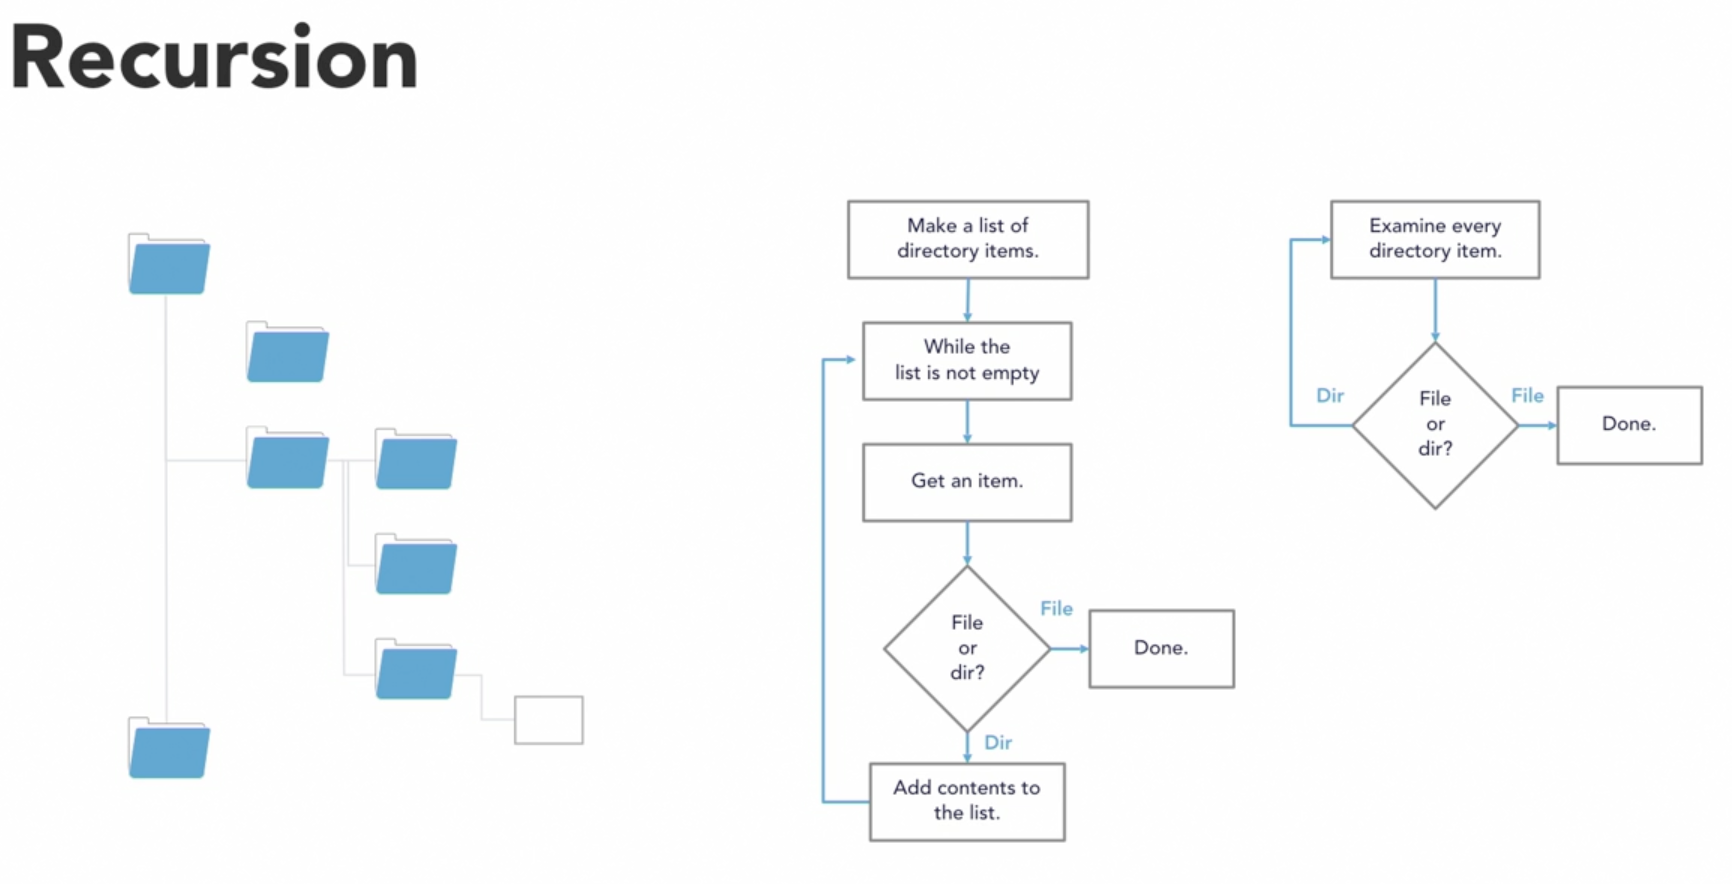 Recursion
Make a list of
directory items.
While the
list is not empty
Get an item.
File
or
dir?
File
Done.
Dir
Add contents to
the list.
Examine every
directory item.
Dir
File
or
dir?
File
Done.